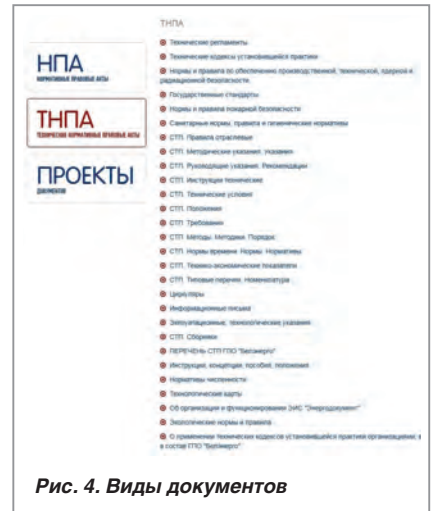 ТНПА
НПА
НОРМАТИВНЫЕ ПРАВОВЫЕ АКТЫ
ТНПА
ТЕХНИЧЕСКИЕ НОРМАТИВНЫЕ ПРАВОВЫЕ АКТЫ
ПРОЕКТЫ
ДОКУМЕНТОВ
Технические регламенты
Технические кодексы установившейся практики
Нормы и правила по обеспечению производственной, технической, ядерной и
радиационной безопасности
Государственные стандарты
Нормы и правила пожарной безопасности
Санитарные нормы, правила и гигиенические нормативы
СТП. Правила отраслевые
СТП. Методические указания. Указания
СТП. Руководящие указания. Рекомендации
СТП. Инструкции технические
СТП. Технические условия
СТП. Положения
СТП. Требования
СТП. Методы. Методики. Порядок
СТП. Нормы времени. Нормы. Нормативы
СТП. Технико-экономические показатели
СТП. Типовые перечни. Номенклатура
Циркуляры
Информационные письма
Эксплуатационные, технологические указания
СТП. Сборники
ПЕРЕЧЕНЬ СТП ГПО "Белэнерго"
Инструкции, концепции, пособия, положения
Нормативы численности
Технологические карты
Об организации и функционировании ЭИС "Энергодокумент"
Экологические нормы и правила
О применении технических кодексов установившейся практики организациями, в
в состав ГПО "Белэнерго"
Рис. 4. Виды документов